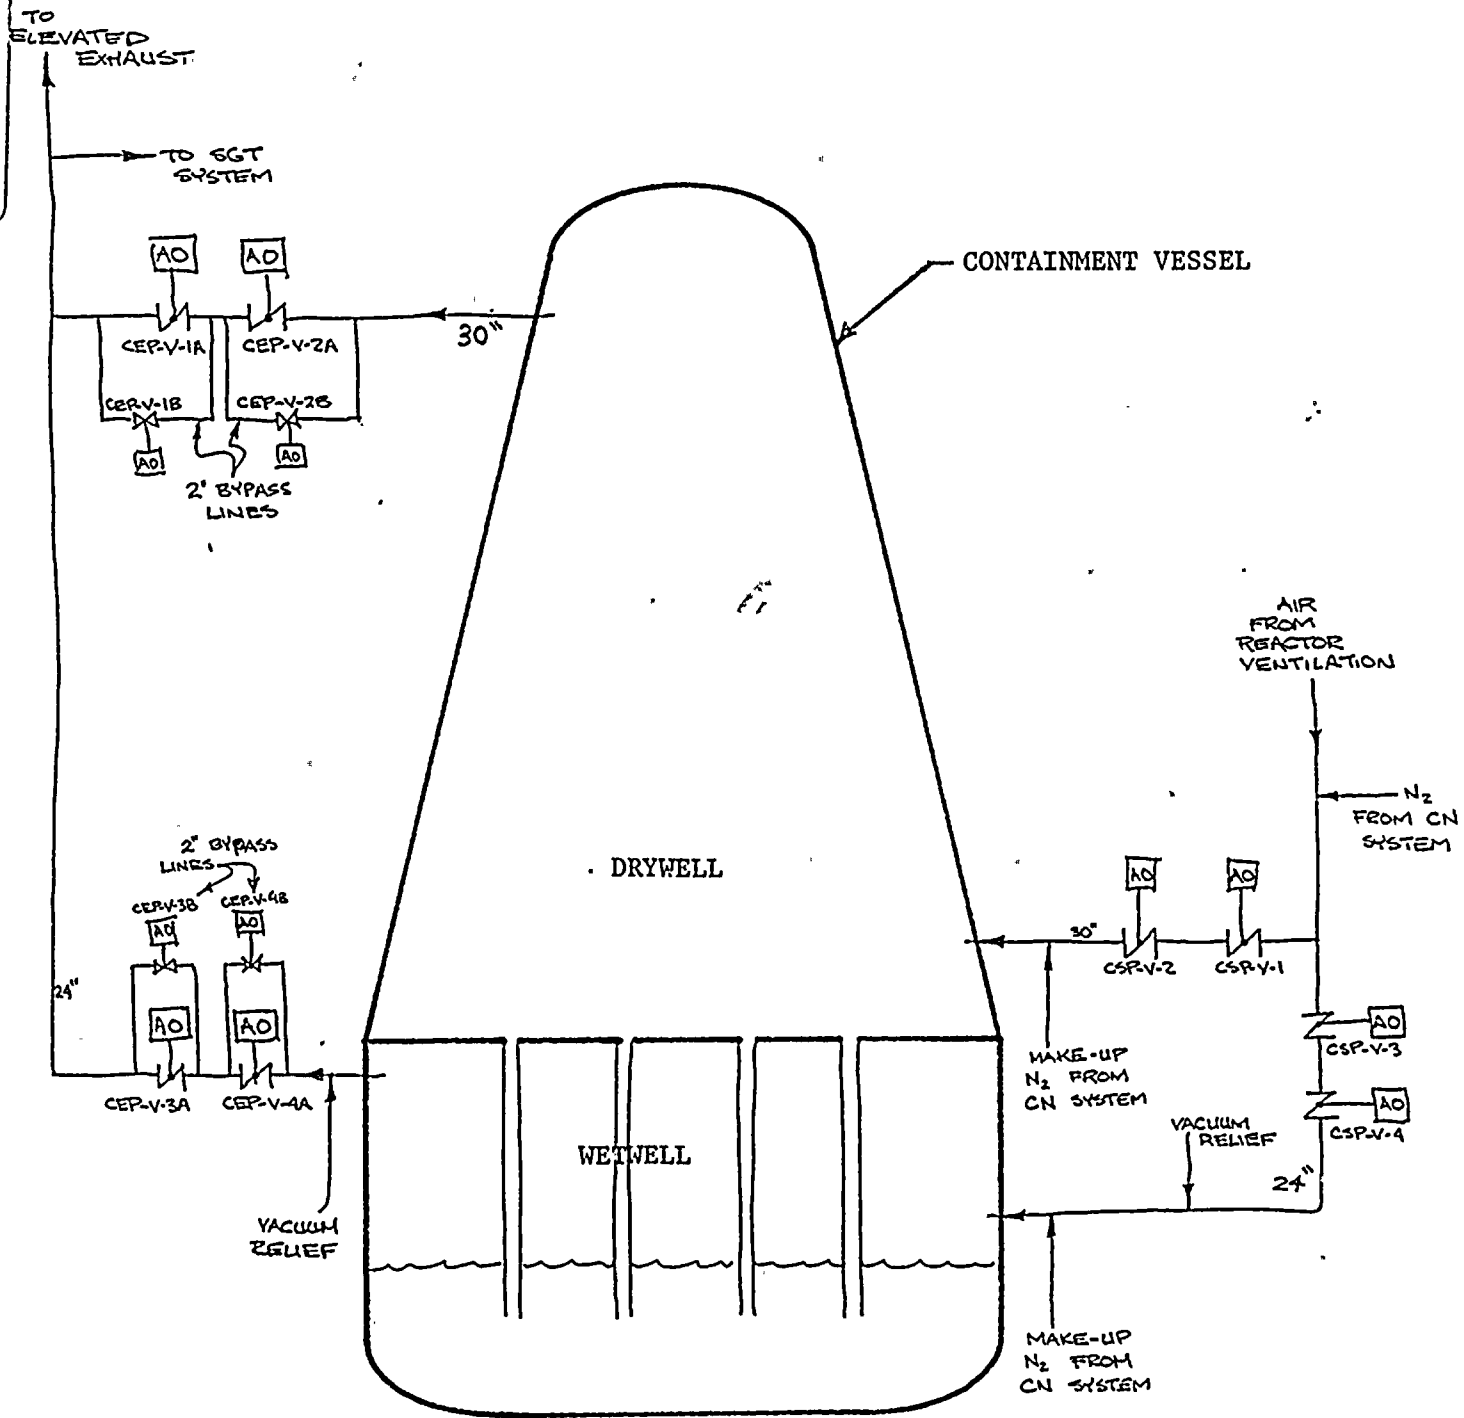 TO
ELEVATED
EXHAUST
TO SGT
SYSTEM
AO
AO
CONTAINMENT VESSEL
30"
CEP-V-1A
CEP-V-2A
CEP-V-1B
CEP-V-2B
AO
AO
2" BYPASS
LINES
AIR
FROM
REACTOR
VENTILATION
N2
FROM CN
SYSTEM
2" BYPASS
LINES
DRYWELL
AO
AO
CEP-V-3B
CEP-V-4B
AO
AO
30"
CSP-V-2
CSP-V-1
24"
AO
AO
AO
CSP-V-3
MAKE-UP
N2 FROM
CN SYSTEM
CEP-V-3A
CEP-V-4A
AO
CSP-V-4
VACUUM
RELIEF
WETWELL
24"
VACUUM
RELIEF
MAKE-UP
N2 FROM
CN SYSTEM